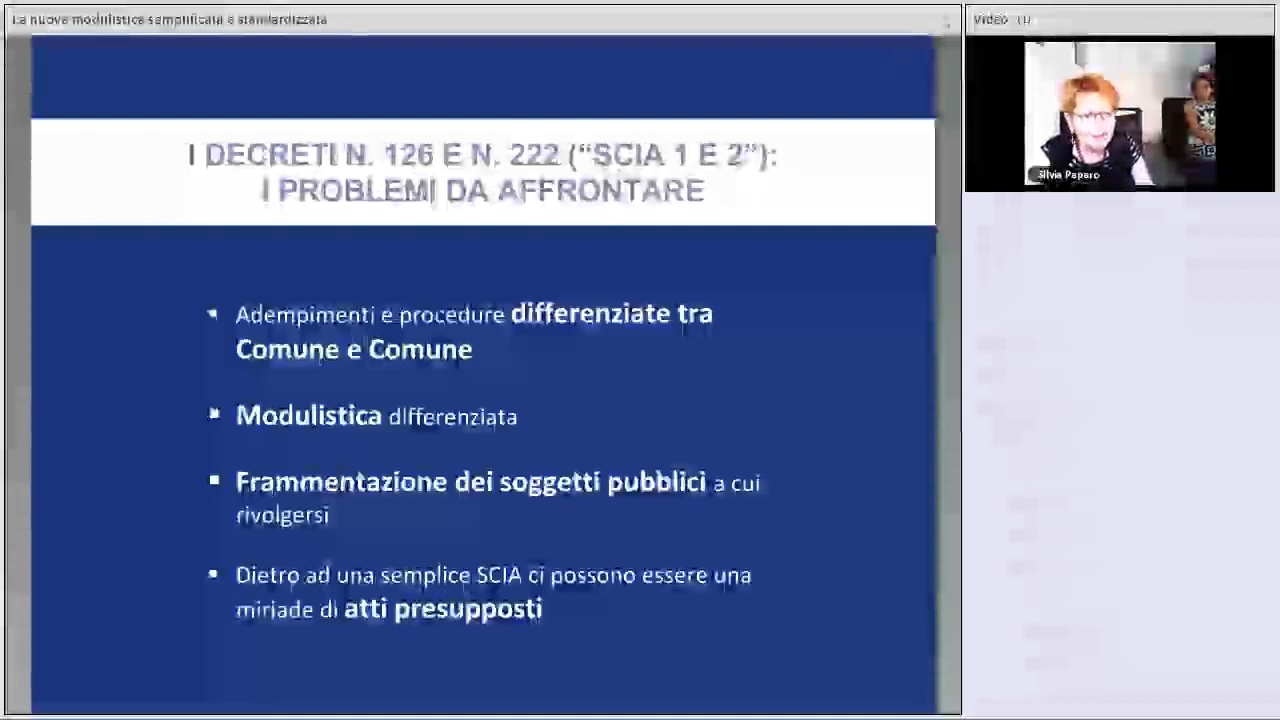 La nuova modulistica semplificata e standardizzata
Video (1)
Silvia Paparo
I DECRETI N. 126 E N. 222 (“SCIA 1 E 2”):
I PROBLEMI DA AFFRONTARE
▪ Adempimenti e procedure differenziate tra
Comune e Comune
▪ Modulistica differenziata
▪ Frammentazione dei soggetti pubblici a cui
rivolgersi
▪ Dietro ad una semplice SCIA ci possono essere una
miriade di atti presupposti